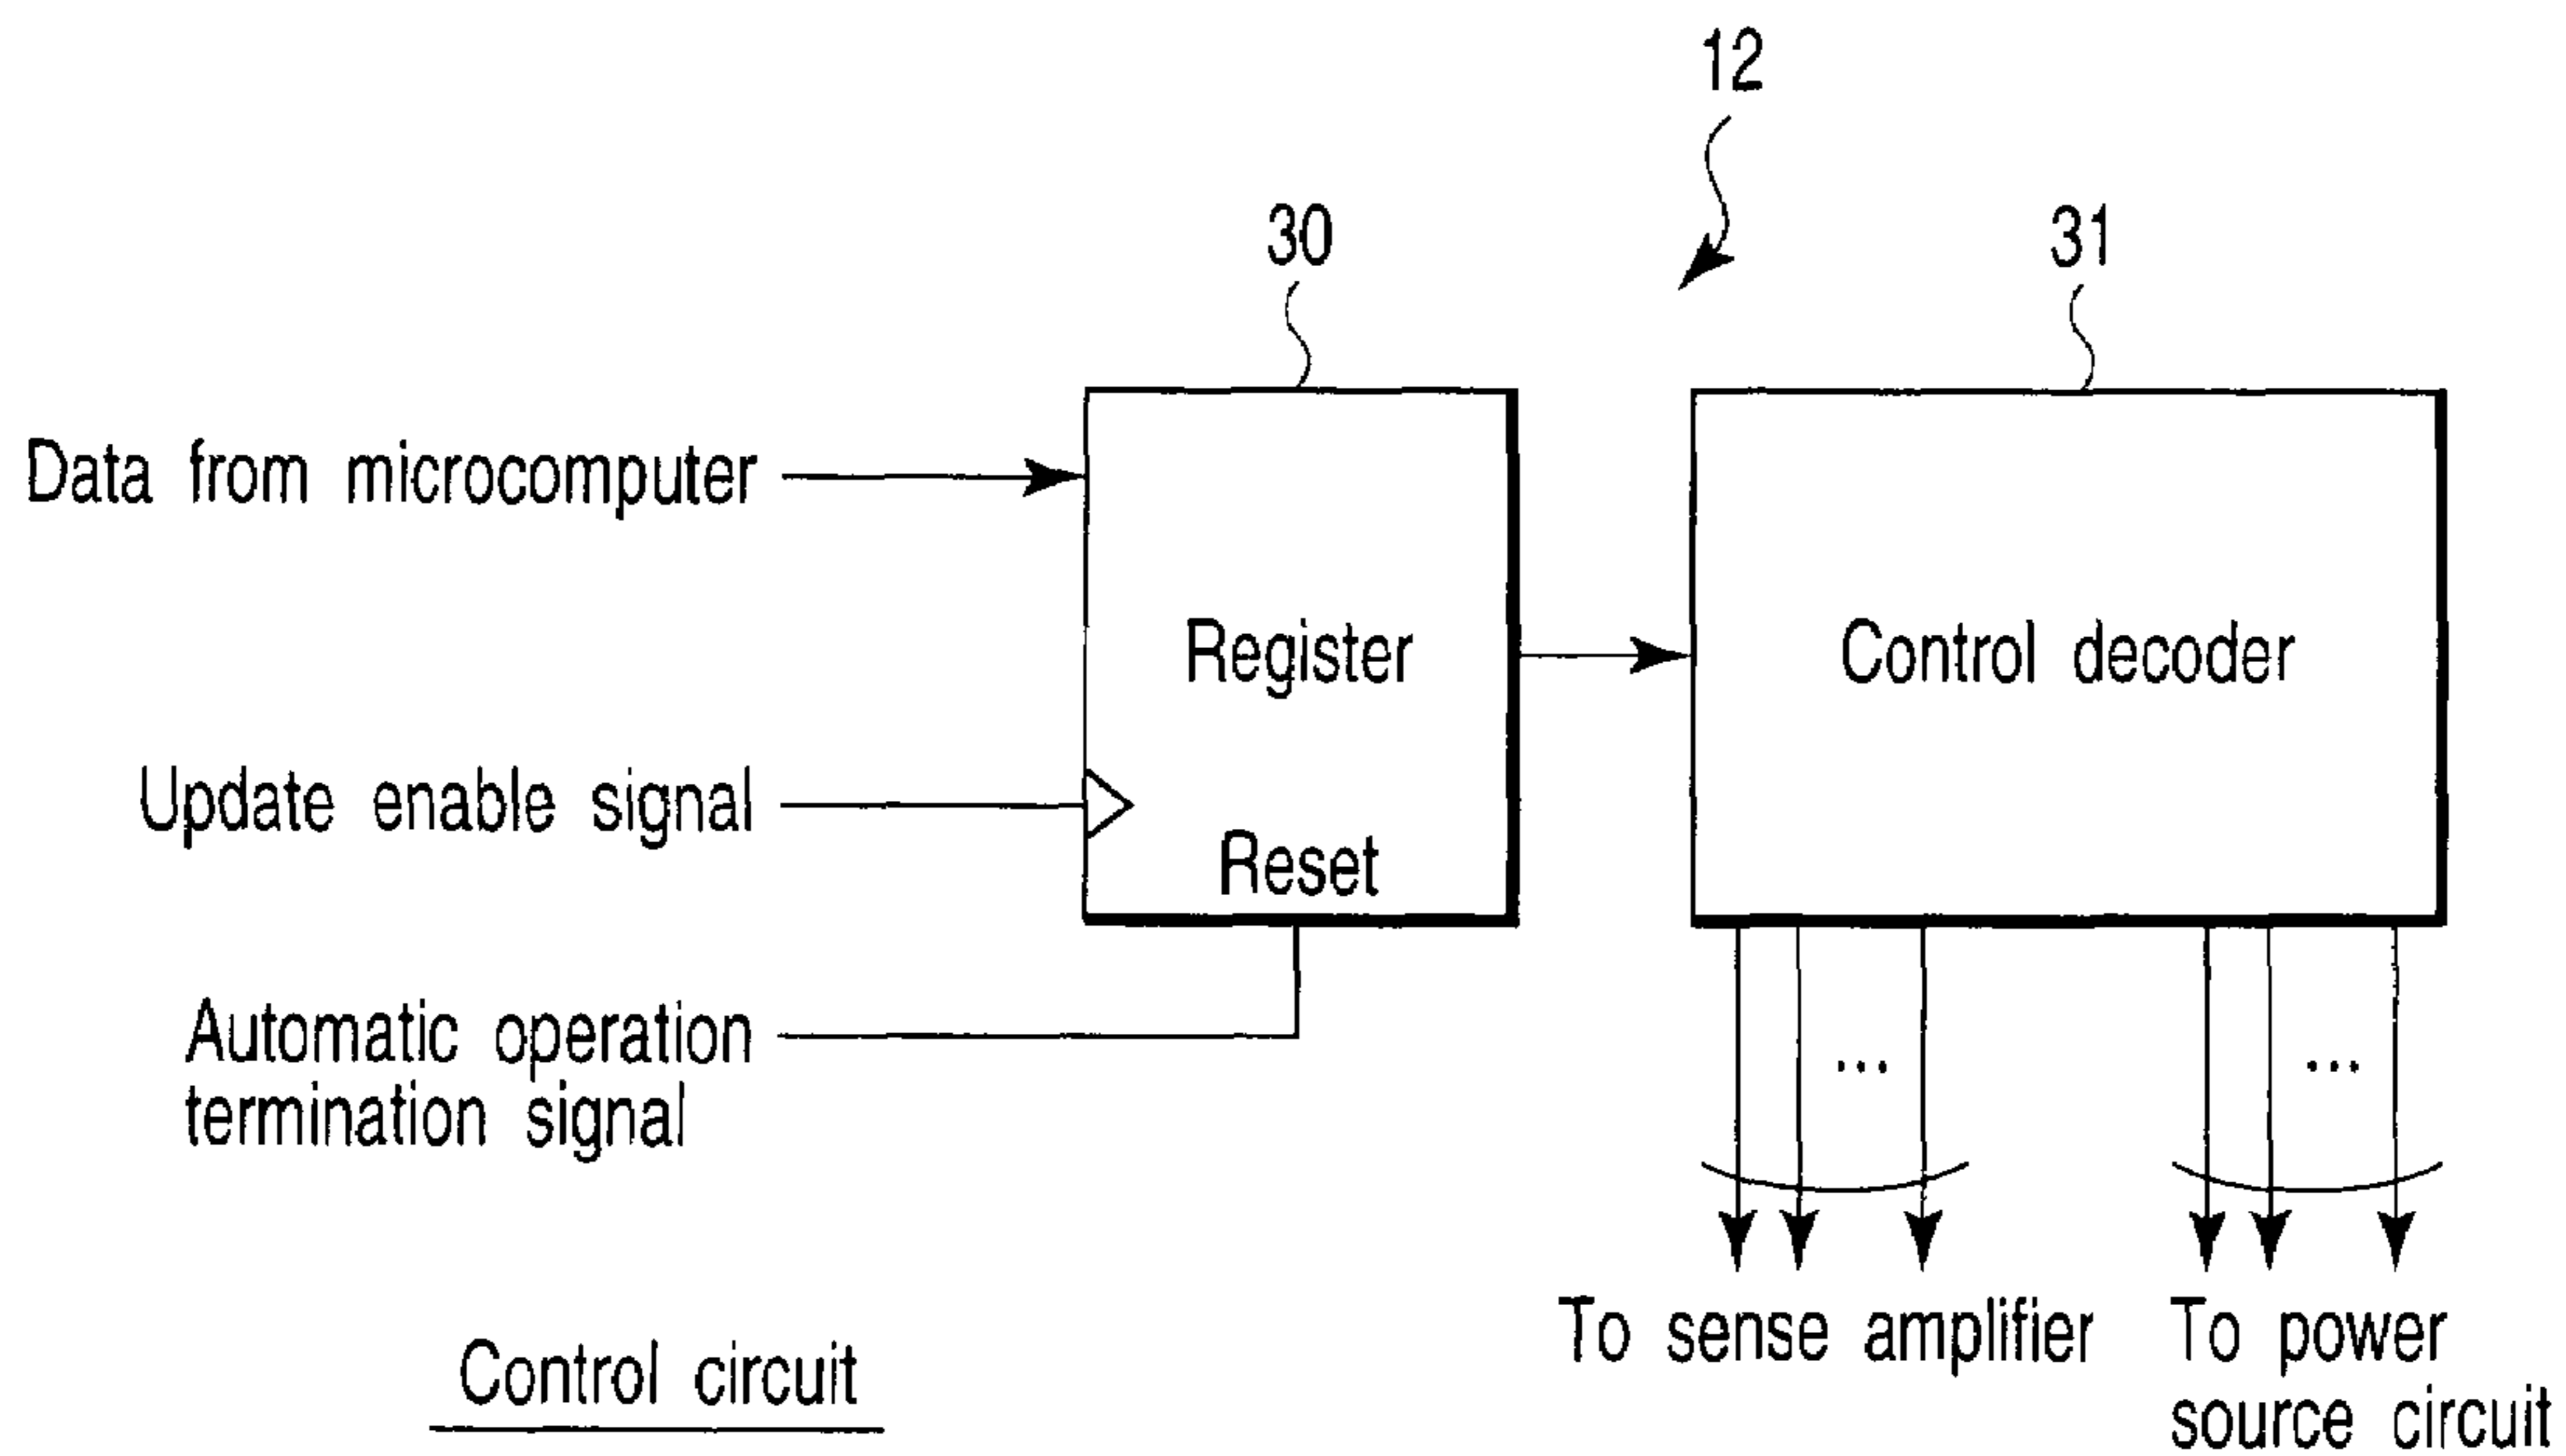 12
30
31
Data from microcomputer
Register
Control decoder
Update enable signal
Reset
Automatic operation
termination signal
...
...
To sense amplifier
To power
source circuit
Control circuit